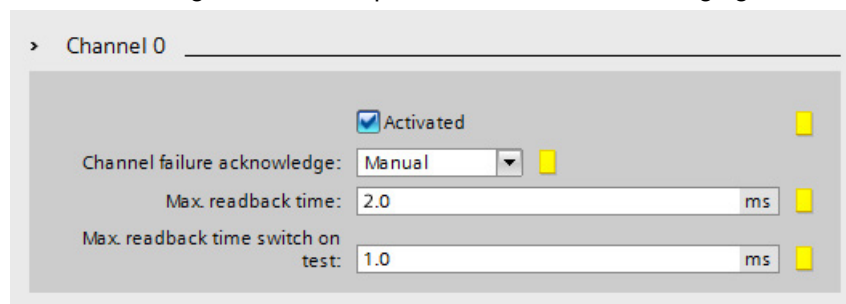 Channel 0
Activated
Channel failure acknowledge: Manual
Max. readback time: 2.0 ms
Max. readback time switch on
test: 1.0 ms